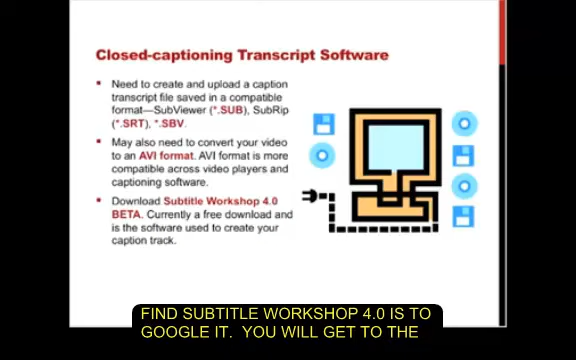 Closed-captioning Transcript Software
▪ Need to create and upload a caption
transcript file saved in a compatible
format—SubViewer (*.SUB), SubRip
(*.SRT), *.SBV.
▪ May also need to convert your video
to an AVI format. AVI format is more
compatible across video players and
captioning software.
▪ Download Subtitle Workshop 4.0
BETA. Currently a free download and
is the software used to create your
caption track.
FIND SUBTITLE WORKSHOP 4.0 IS TO
GOOGLE IT.  YOU WILL GET TO THE